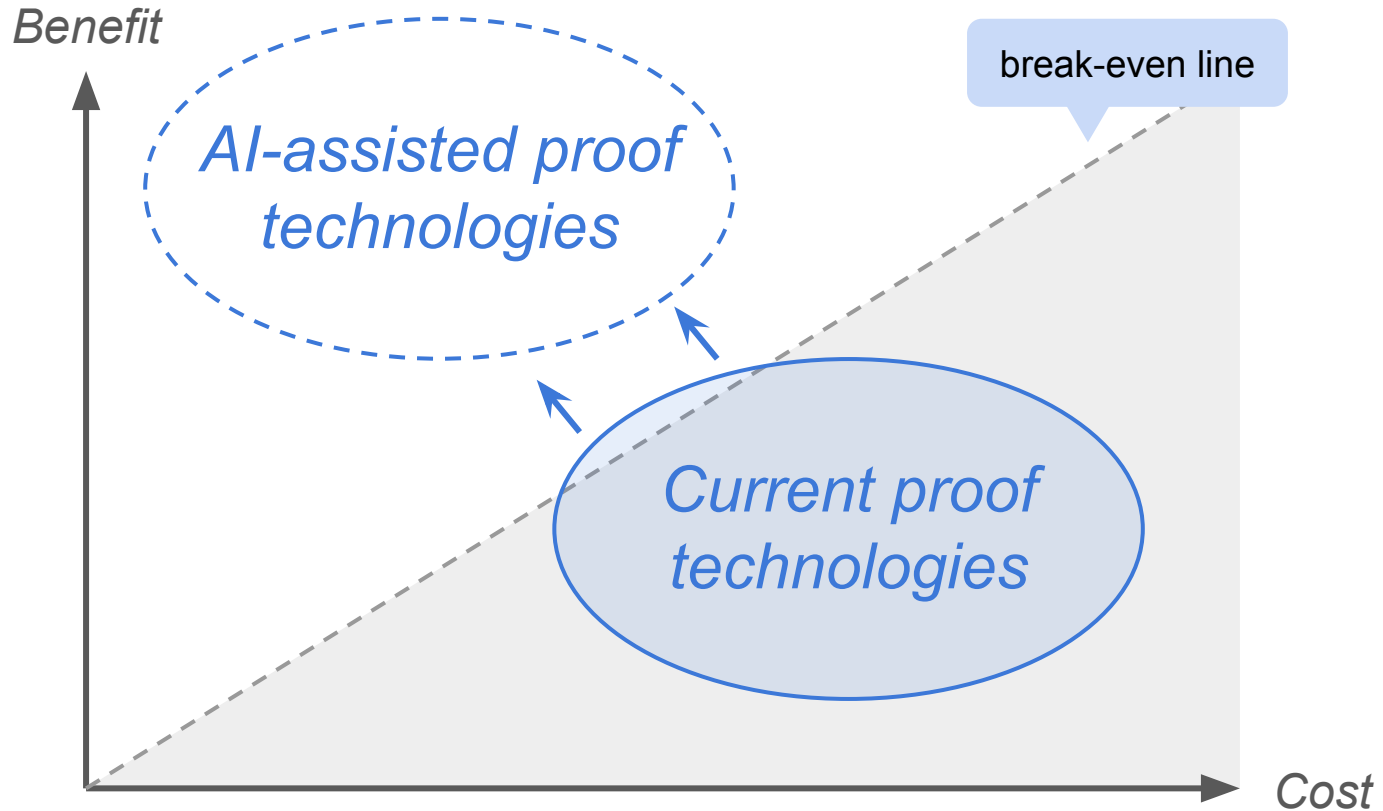 Benefit
break-even line
AI-assisted proof
technologies
Current proof
technologies
Cost